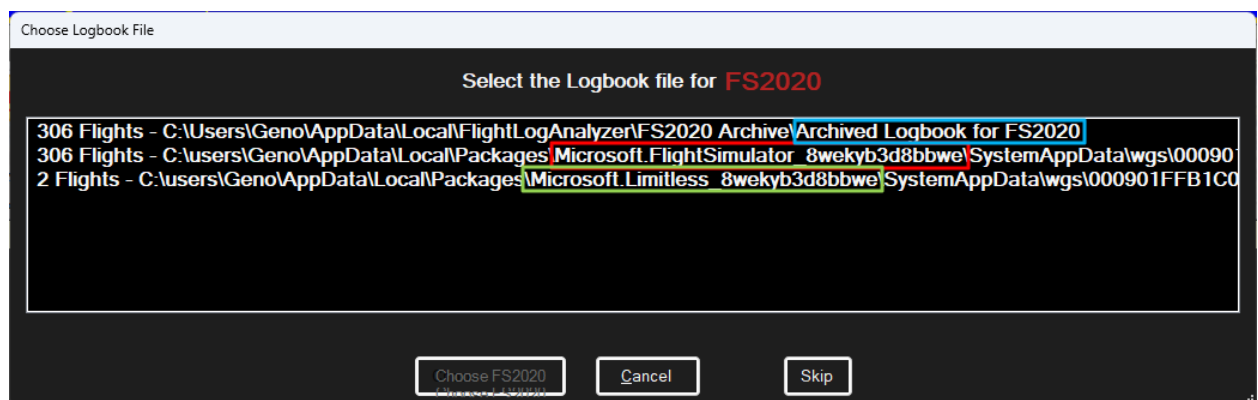 Choose Logbook File
Select the Logbook file for FS2020
306 Flights - C:\Users\Geno\AppData\Local\FlightLogAnalyzer\FS2020 Archive\Archived Logbook for FS2020
306 Flights - C:\users\Geno\AppData\Local\Packages\Microsoft.FlightSimulator_8wekyb3d8bbwe\SystemAppData\wgs\00090
2 Flights - C:\users\Geno\AppData\Local\Packages\Microsoft.Limitless_8wekyb3d8bbwe\SystemAppData\wgs\000901FFB1C0
Choose FS2020 Cancel Skip
Choose FS2020